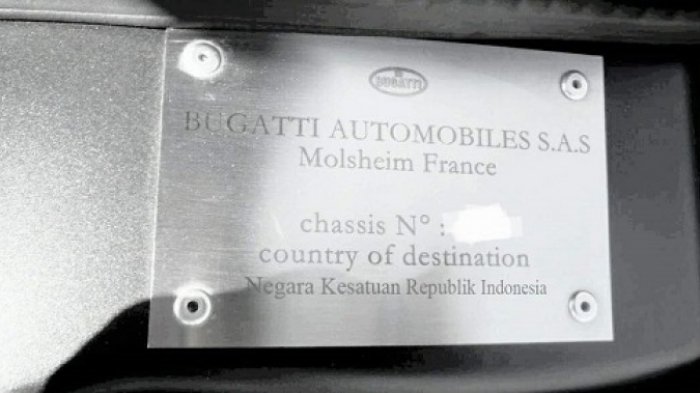 BUGATTI
BUGATTI AUTOMOBILES S.A.S
Molsheim France
chassis N° :
country of destination
Negara Kesatuan Republik Indonesia